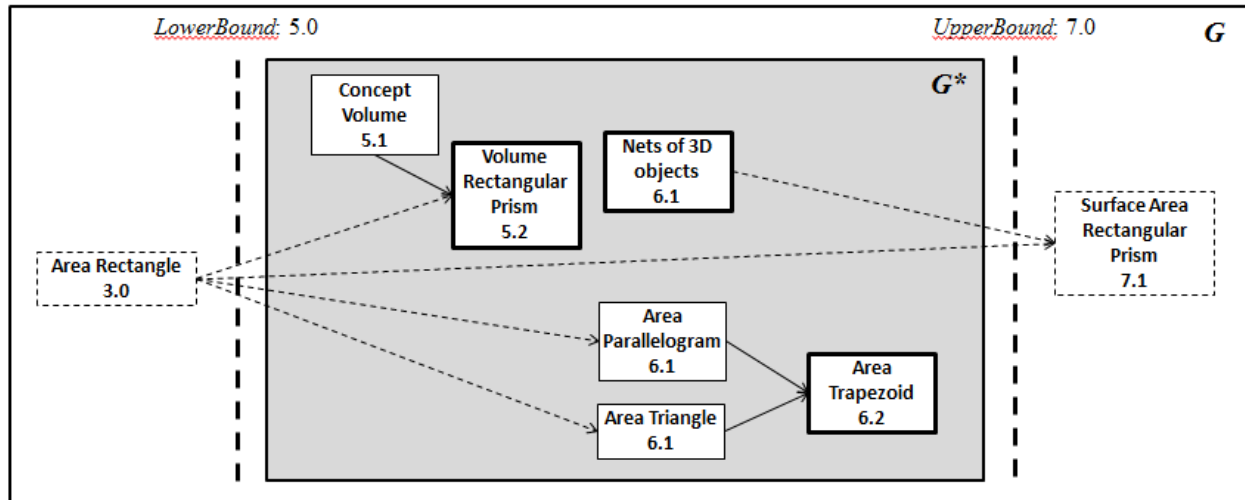 LowerBound: 5.0
UpperBound: 7.0
G
G*
Concept
Volume
5.1
Volume
Rectangular
Prism
5.2
Nets of 3D
objects
6.1
Surface Area
Rectangular
Prism
7.1
Area Rectangle
3.0
Area
Parallelogram
6.1
Area
Trapezoid
6.2
Area Triangle
6.1